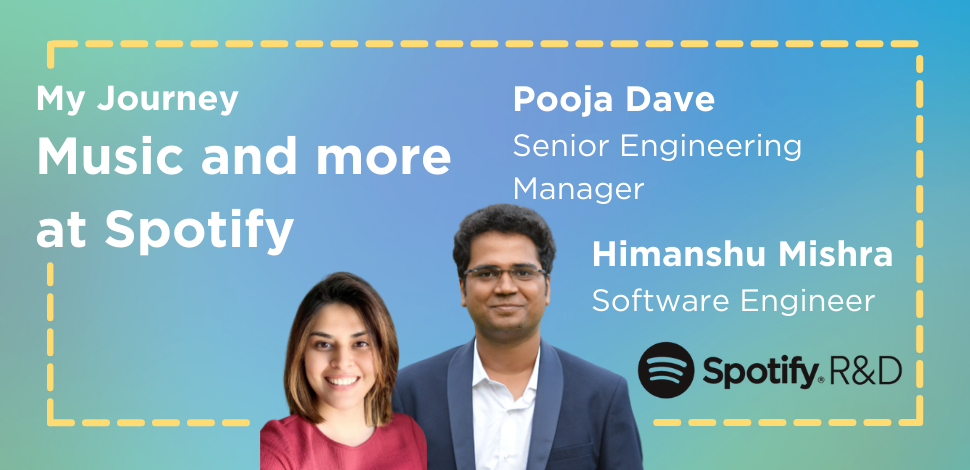 My Journey
Music and more
at Spotify
Pooja Dave
Senior Engineering
Manager
Himanshu Mishra
Software Engineer
Spotify® R&D